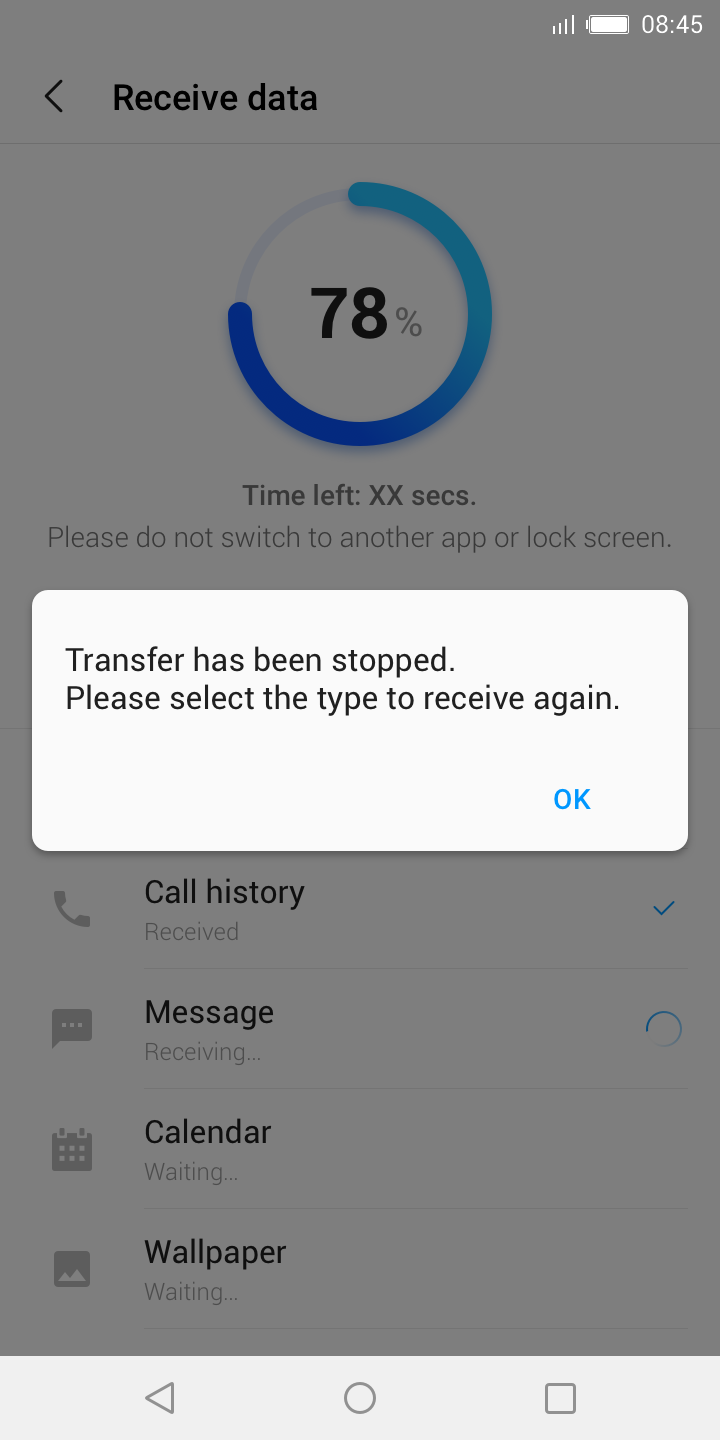 08:45
Receive data
78 %
Time left: XX secs.
Please do not switch to another app or lock screen.
Transfer has been stopped.
Please select the type to receive again.
OK
Call history
Received
Message
Receiving...
Calendar
Waiting...
Wallpaper
Waiting...